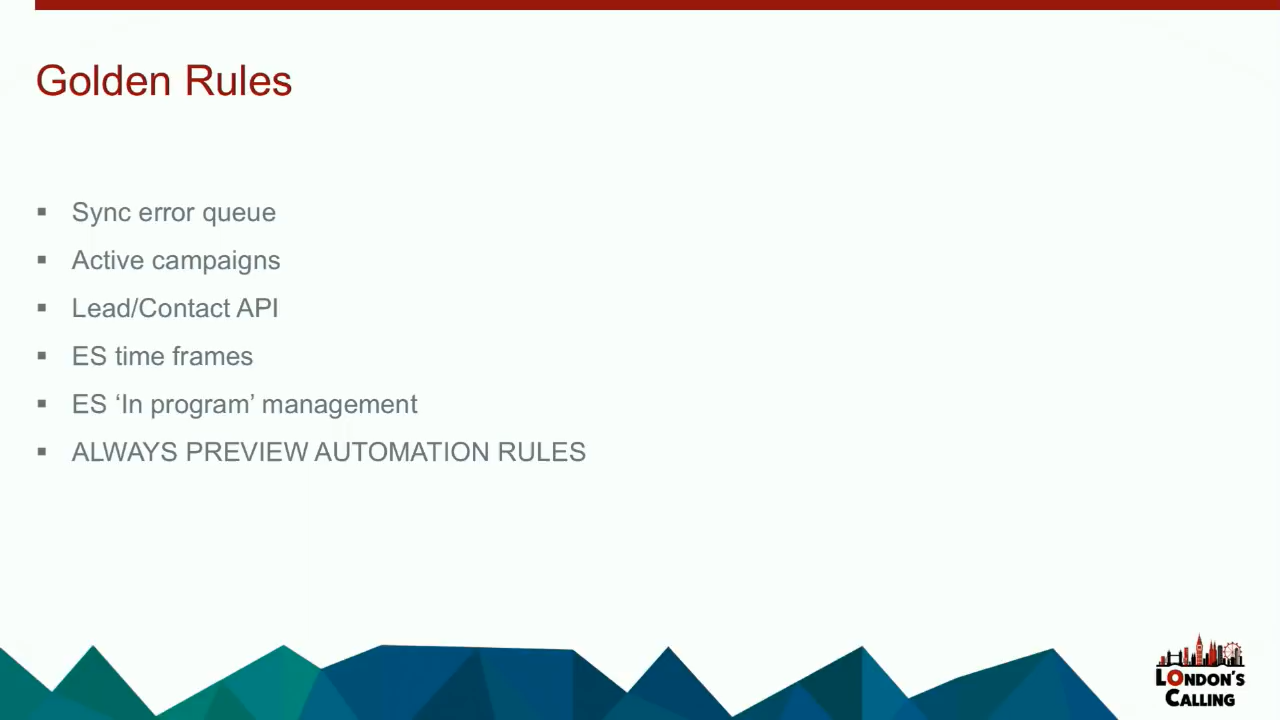 Golden Rules
▪ Sync error queue
▪ Active campaigns
▪ Lead/Contact API
▪ ES time frames
▪ ES ‘In program’ management
▪ ALWAYS PREVIEW AUTOMATION RULES
LONDON'S
CALLING